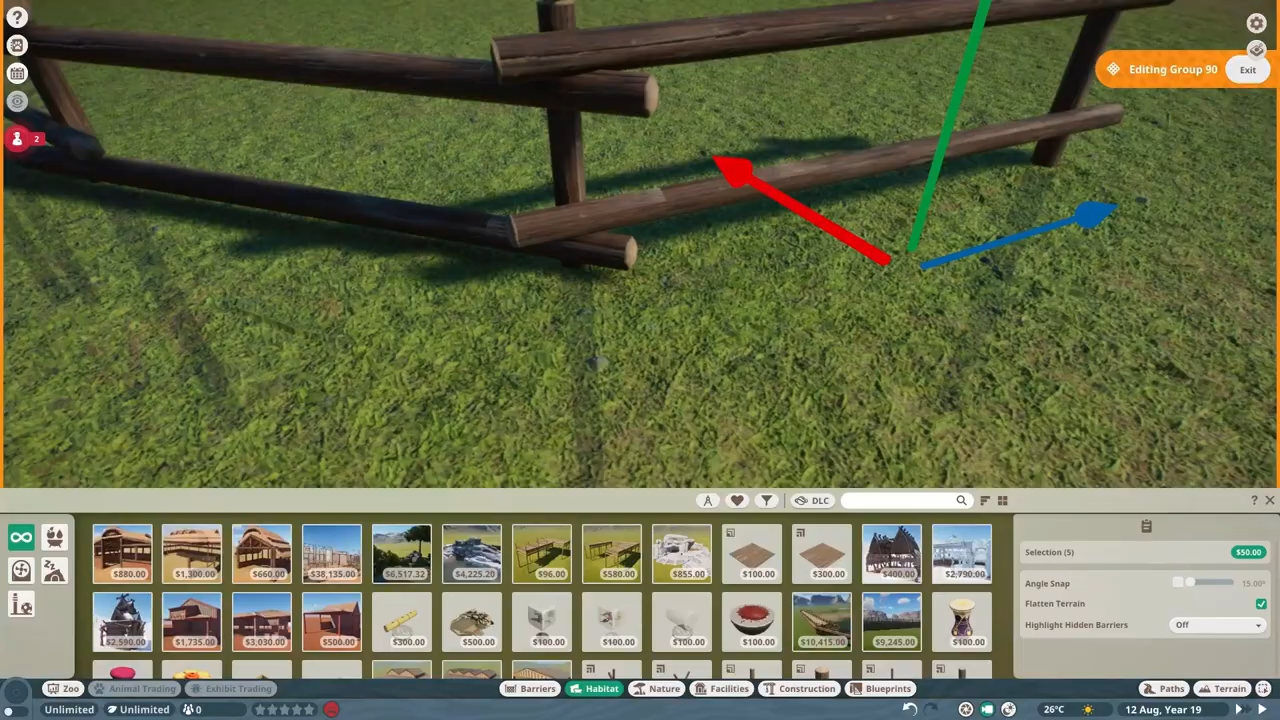 Editing Group 90
Exit
2
DLC
Selection (5)
$50.00
Angle Snap
15.00°
Flatten Terrain
Highlight Hidden Barriers
Off
$880.00
$1,300.00
$660.00
$38,135.00
$6,517.32
$4,225.20
$96.00
$580.00
$855.00
$100.00
$300.00
$400.00
$2,790.00
$2,590.00
$1,735.00
$3,030.00
$500.00
$300.00
$500.00
$100.00
$100.00
$100.00
$100.00
$10,415.00
$9,245.00
$100.00
Zoo
Animal Trading
Exhibit Trading
Barriers
Habitat
Nature
Facilities
Construction
Blueprints
Paths
Terrain
Unlimited
Unlimited
0
26°C
12 Aug, Year 19